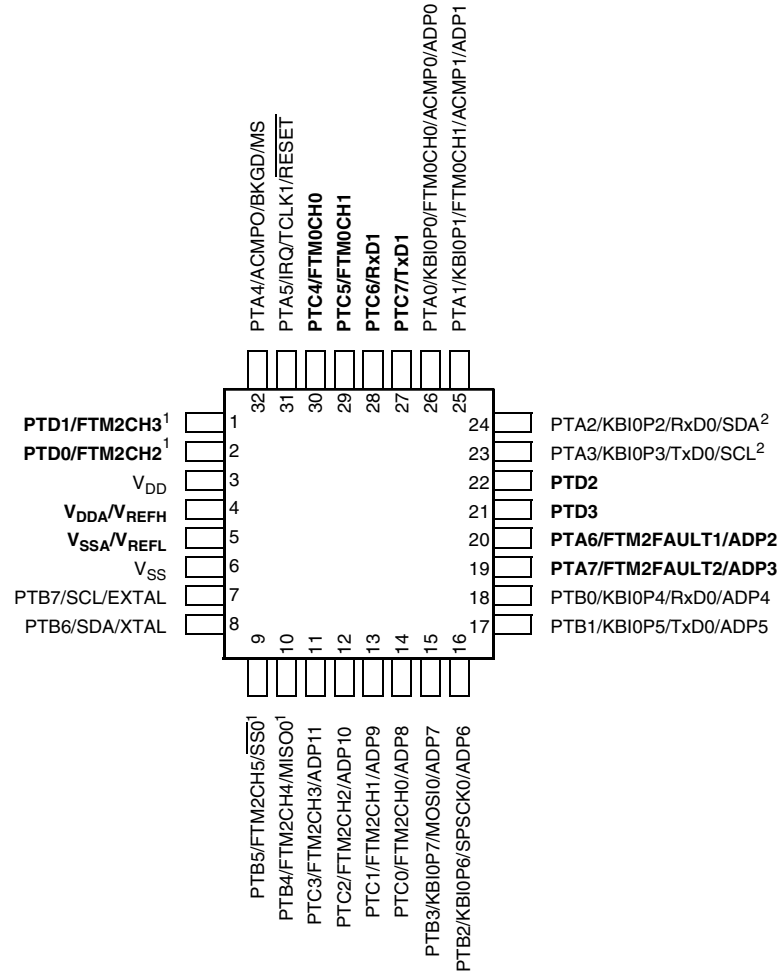 PTA4/ACMPO/BKGD/MS
PTA5/IRQ/TCLK1/RESET
PTC4/FTM0CH0
PTC5/FTM0CH1
PTC6/RxD1
PTC7/TxD1
PTA0/KBI0P0/FTM0CH0/ACMP0/ADP0
PTA1/KBI0P1/FTM0CH1/ACMP1/ADP1
32
31
30
29
28
27
26
25
PTD1/FTM2CH3¹
1
PTD0/FTM2CH2¹
2
VDD
3
VDDA/VREFH
4
VSSA/VREFL
5
VSS
6
PTB7/SCL/EXTAL
7
PTB6/SDA/XTAL
8
24
PTA2/KBI0P2/RxD0/SDA²
23
PTA3/KBI0P3/TxD0/SCL²
22
PTD2
21
PTD3
20
PTA6/FTM2FAULT1/ADP2
19
PTA7/FTM2FAULT2/ADP3
18
PTB0/KBI0P4/RxD0/ADP4
17
PTB1/KBI0P5/TxD0/ADP5
9
10
11
12
13
14
15
16
PTB5/FTM2CH5/SS0¹
PTB4/FTM2CH4/MISO0¹
PTC3/FTM2CH3/ADP11
PTC2/FTM2CH2/ADP10
PTC1/FTM2CH1/ADP9
PTC0/FTM2CH0/ADP8
PTB3/KBI0P7/MOSI0/ADP7
PTB2/KBI0P6/SPSCK0/ADP6